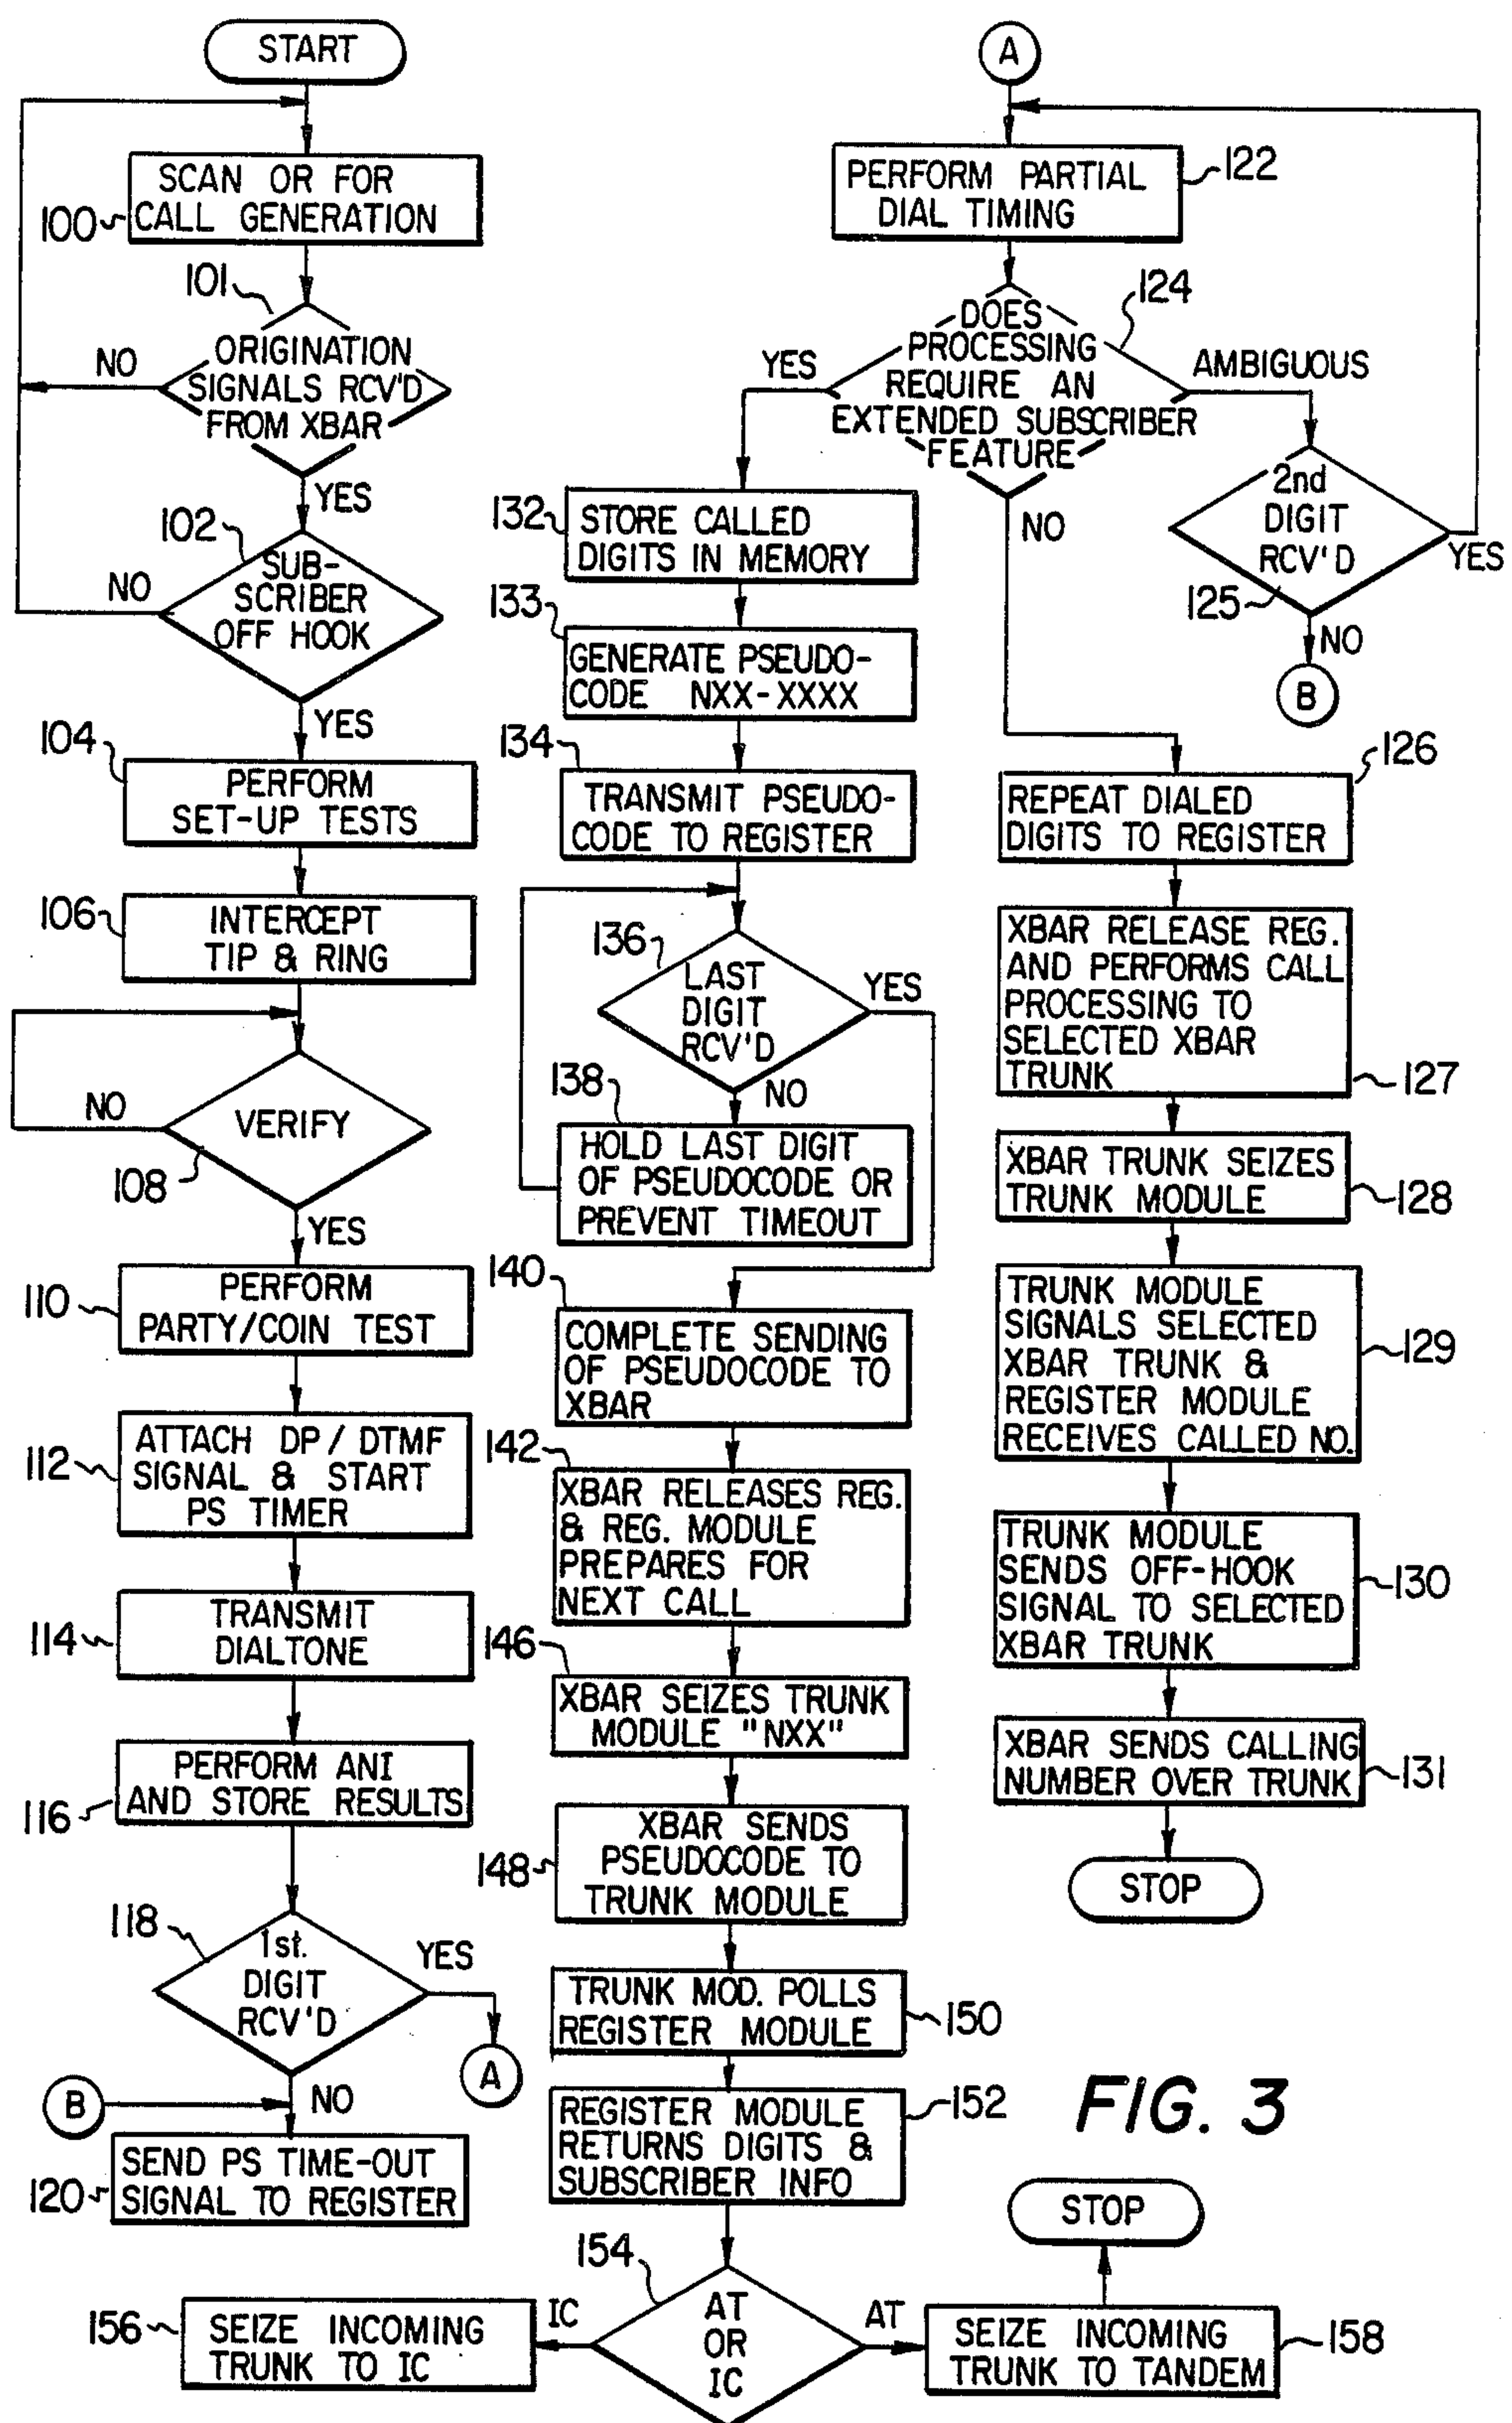 START
SCAN OR FOR
CALL GENERATION
100
101
ORIGINATION
SIGNALS RCV'D
FROM XBAR
NO
YES
102
SUB-
SCRIBER
OFF HOOK
NO
YES
104
PERFORM
SET-UP TESTS
106
INTERCEPT
TIP & RING
NO
VERIFY
108
YES
110
PERFORM
PARTY/COIN TEST
112
ATTACH DP / DTMF
SIGNAL & START
PS TIMER
114
TRANSMIT
DIALTONE
116
PERFORM ANI
AND STORE RESULTS
118
1st.
DIGIT
RCV'D
YES
A
NO
B
120
SEND PS TIME-OUT
SIGNAL TO REGISTER
A
PERFORM PARTIAL
DIAL TIMING
122
124
DOES
PROCESSING
REQUIRE AN
EXTENDED SUBSCRIBER
FEATURE
YES
AMBIGUOUS
NO
2nd
DIGIT
RCV'D
125
YES
NO
B
132
STORE CALLED
DIGITS IN MEMORY
133
GENERATE PSEUDO-
CODE NXX-XXXX
134
TRANSMIT PSEUDO-
CODE TO REGISTER
136
LAST
DIGIT
RCV'D
YES
138
NO
HOLD LAST DIGIT
OF PSEUDOCODE OR
PREVENT TIMEOUT
140
COMPLETE SENDING
OF PSEUDOCODE TO
XBAR
142
XBAR RELEASES REG.
& REG. MODULE
PREPARES FOR
NEXT CALL
146
XBAR SEIZES TRUNK
MODULE "NXX"
148
XBAR SENDS
PSEUDOCODE TO
TRUNK MODULE
TRUNK MOD. POLLS
REGISTER MODULE
150
REGISTER MODULE
RETURNS DIGITS &
SUBSCRIBER INFO
152
154
AT
OR
IC
IC
AT
156
SEIZE INCOMING
TRUNK TO IC
SEIZE INCOMING
TRUNK TO TANDEM
158
STOP
126
REPEAT DIALED
DIGITS TO REGISTER
XBAR RELEASE REG.
AND PERFORMS CALL
PROCESSING TO
SELECTED XBAR
TRUNK
127
XBAR TRUNK SEIZES
TRUNK MODULE
128
TRUNK MODULE
SIGNALS SELECTED
XBAR TRUNK &
REGISTER MODULE
RECEIVES CALLED NO.
129
TRUNK MODULE
SENDS OFF-HOOK
SIGNAL TO SELECTED
XBAR TRUNK
130
XBAR SENDS CALLING
NUMBER OVER TRUNK
131
STOP
FIG. 3